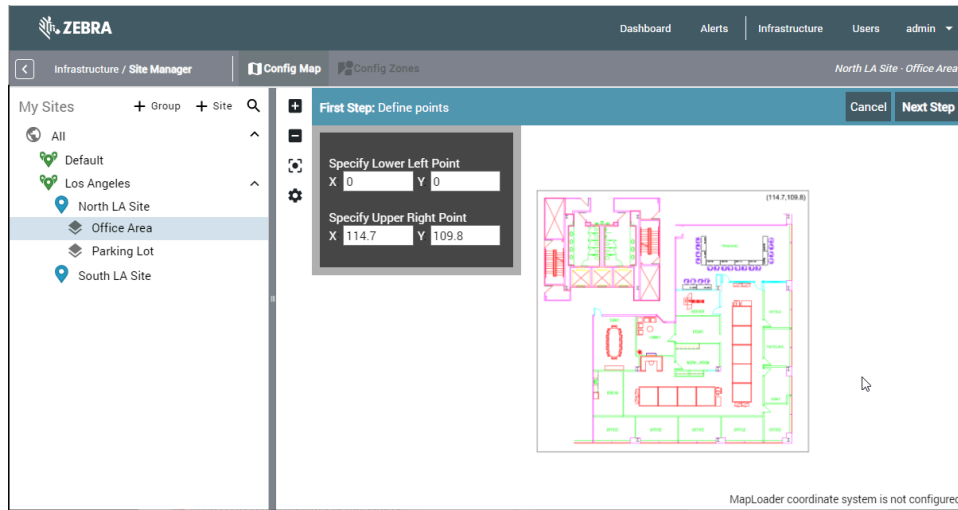 ZEBRA
Dashboard Alerts Infrastructure Users admin
Infrastructure / Site Manager Config Map Config Zones North LA Site - Office Area
My Sites + Group + Site
First Step: Define points Cancel Next Step
All
Default
Los Angeles
North LA Site
Office Area
Parking Lot
South LA Site
Specify Lower Left Point
X 0 Y 0
Specify Upper Right Point
X 114.7 Y 109.8
(114.7,109.8)
MapLoader coordinate system is not configured